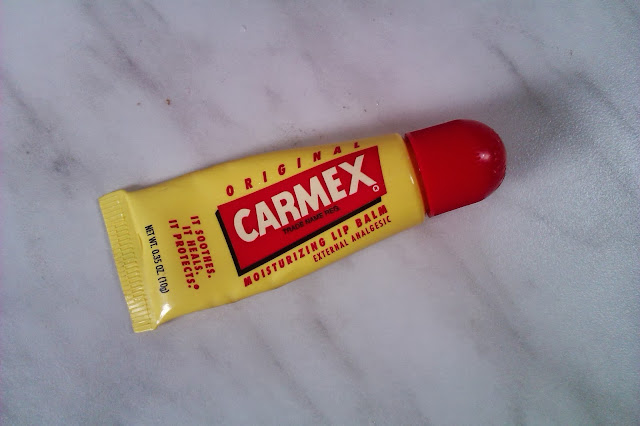 ORIGINAL
CARMEX
TRADE NAME REG.
MOISTURIZING LIP BALM
EXTERNAL ANALGESIC
IT SOOTHES.
IT HEALS.
IT PROTECTS.
NET WT. 0.35 OZ. (10g)